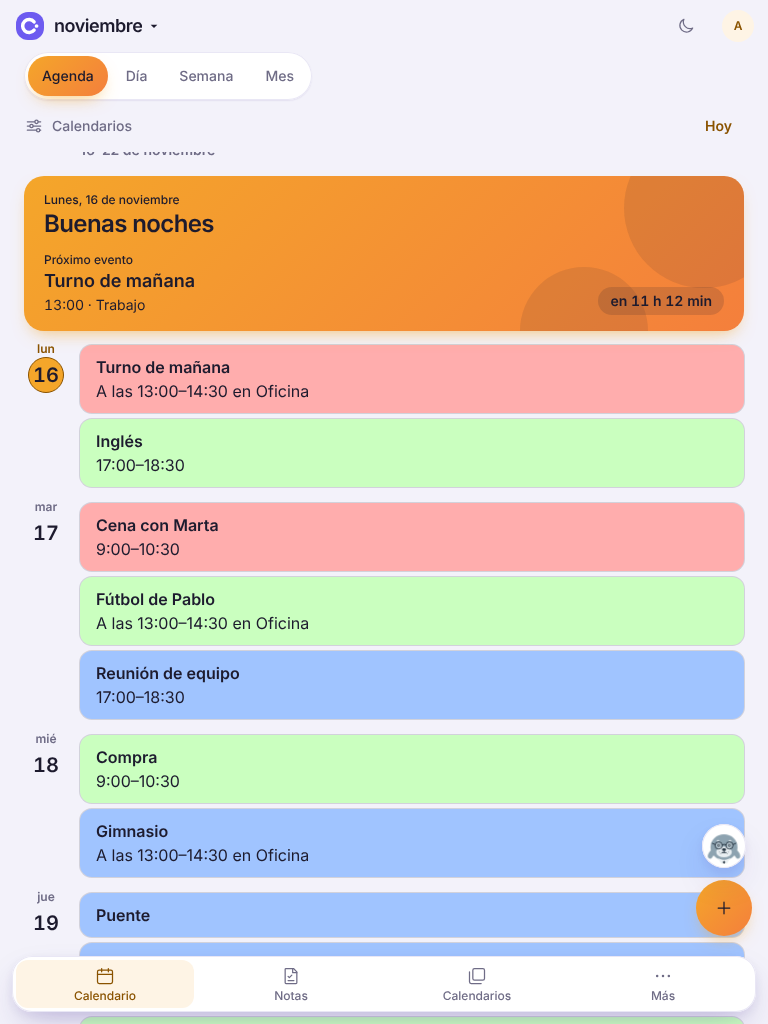 noviembre
A
Agenda
Día
Semana
Mes
Calendarios
Hoy
16–22 de noviembre
Lunes, 16 de noviembre
Buenas noches
Próximo evento
Turno de mañana
13:00 · Trabajo
en 11 h 12 min
lun
16
Turno de mañana
A las 13:00–14:30 en Oficina
Inglés
17:00–18:30
mar
17
Cena con Marta
9:00–10:30
Fútbol de Pablo
A las 13:00–14:30 en Oficina
Reunión de equipo
17:00–18:30
mié
18
Compra
9:00–10:30
Gimnasio
A las 13:00–14:30 en Oficina
jue
19
Puente
Calendario
Notas
Calendarios
Más